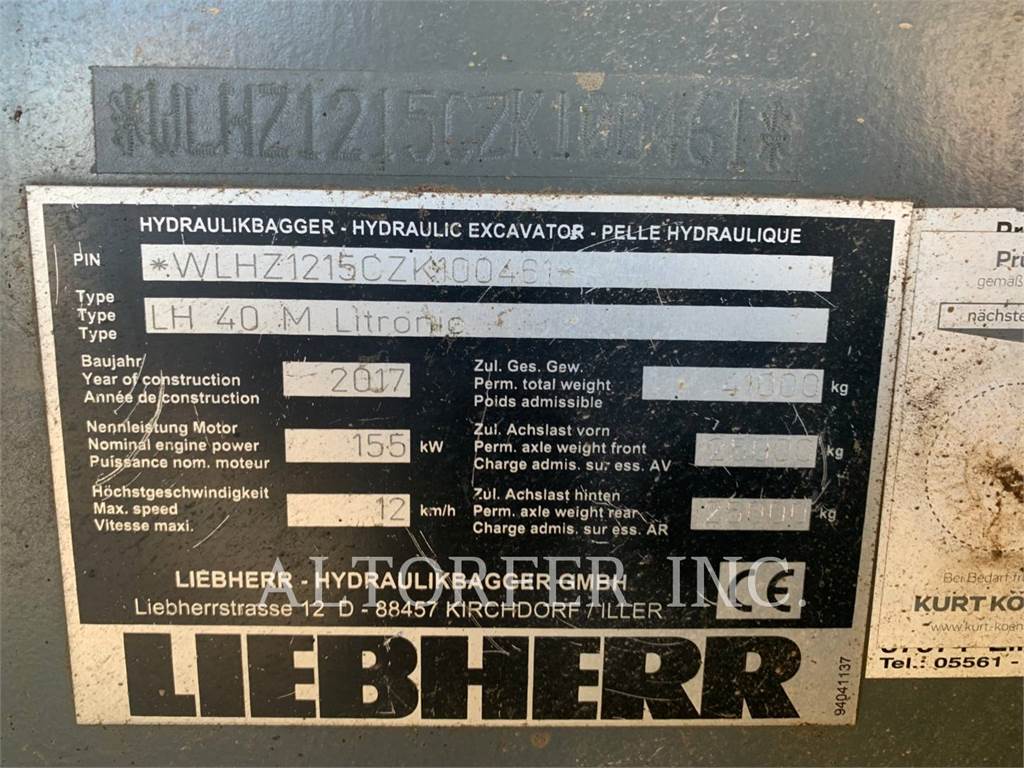 *WLHZ1215CZK100461*
HYDRAULIKBAGGER - HYDRAULIC EXCAVATOR - PELLE HYDRAULIQUE
PIN *WLHZ1215CZK100461*
Type
Type LH 40 M Litronic
Type
Baujahr
Year of construction 2017
Année de construction
Zul. Ges. Gew.
Perm. total weight 41000 kg
Poids admissible
Nennleistung Motor
Nominal engine power 155 kW
Puissance nom. moteur
Zul. Achslast vorn
Perm. axle weight front kg
Charge admis. sur ess. AV
Höchstgeschwindigkeit
Max. speed 12 km/h
Vitesse maxi.
Zul. Achslast hinten
Perm. axle weight rear 25000 kg
Charge admis. sur ess. AR
ALTORFER INC.
LIEBHERR - HYDRAULIKBAGGER GMBH
Liebherrstrasse 12 D - 88457 KIRCHDORF / ILLER
CE
LIEBHERR
94041137
Prü
gemäß
nächste
Bei Bedarf
KURT KÖ
www.kurt-koen
Tel.: 05561 -